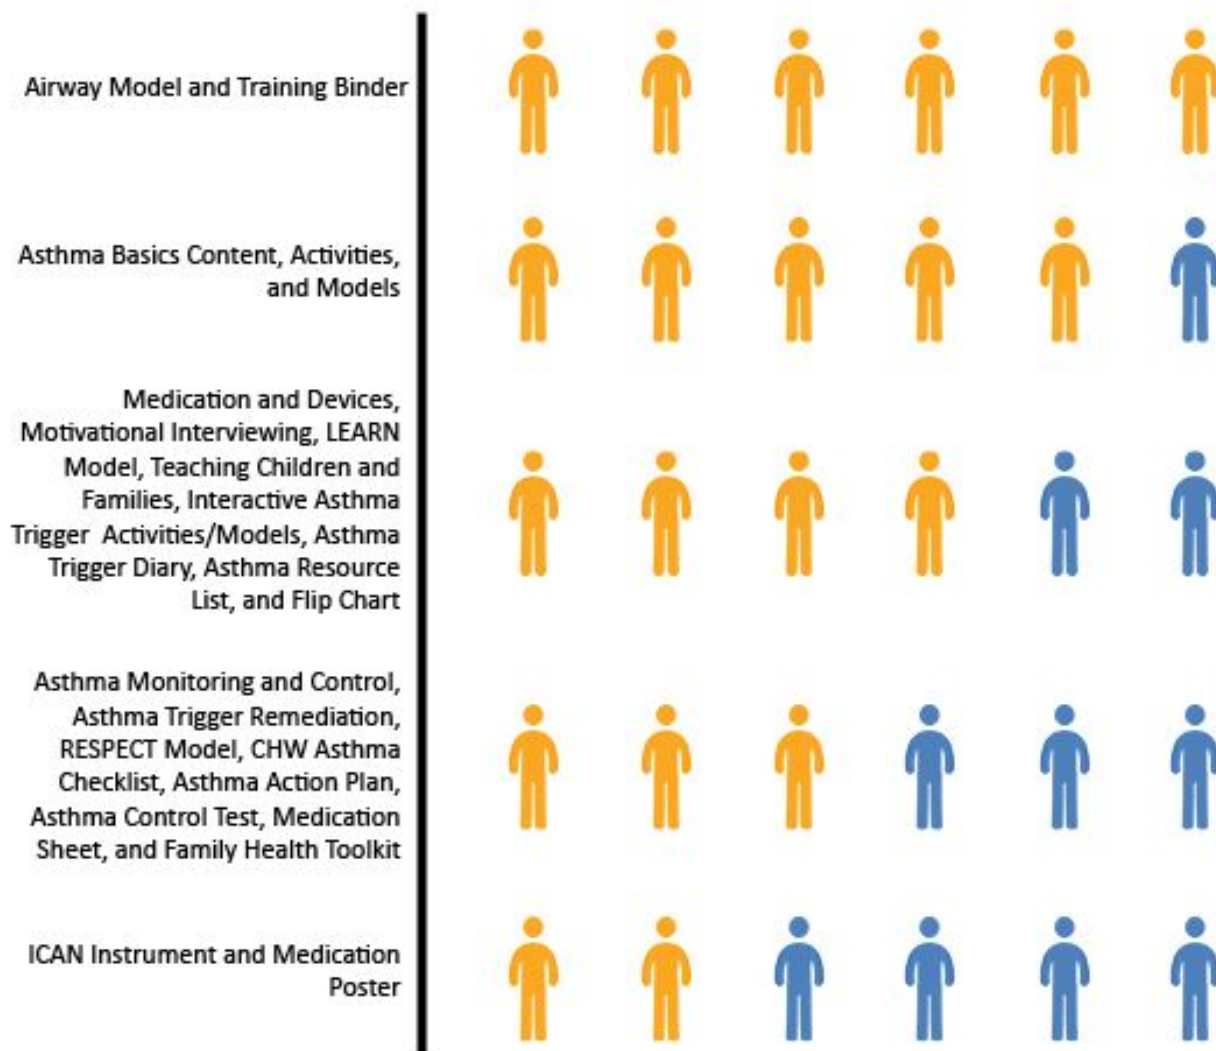 Airway Model and Training Binder
Asthma Basics Content, Activities,
and Models
Medication and Devices,
Motivational Interviewing, LEARN
Model, Teaching Children and
Families, Interactive Asthma
Trigger Activities/Models, Asthma
Trigger Diary, Asthma Resource
List, and Flip Chart
Asthma Monitoring and Control,
Asthma Trigger Remediation,
RESPECT Model, CHW Asthma
Checklist, Asthma Action Plan,
Asthma Control Test, Medication
Sheet, and Family Health Toolkit
ICAN Instrument and Medication
Poster